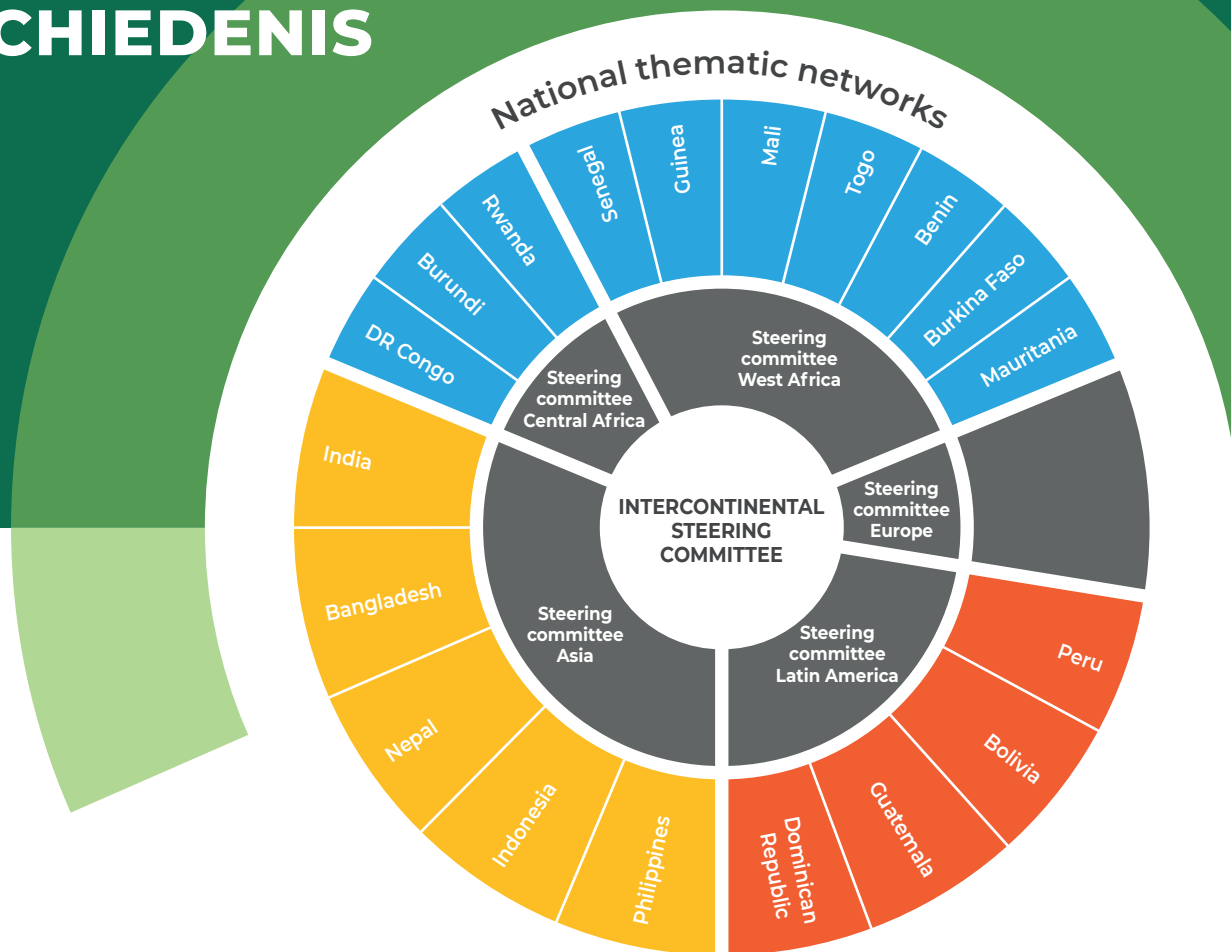 CHIEDENIS
National thematic networks
Senegal
Guinea
Mali
Togo
Benin
Burkina Faso
Mauritania
Rwanda
Burundi
DR Congo
Steering
committee
West Africa
Steering
committee
Central Africa
India
Steering
committee
Europe
INTERCONTINENTAL
STEERING
COMMITTEE
Bangladesh
Steering
committee
Asia
Steering
committee
Latin America
Peru
Nepal
Bolivia
Indonesia
Guatemala
Philippines
Dominican
Republic